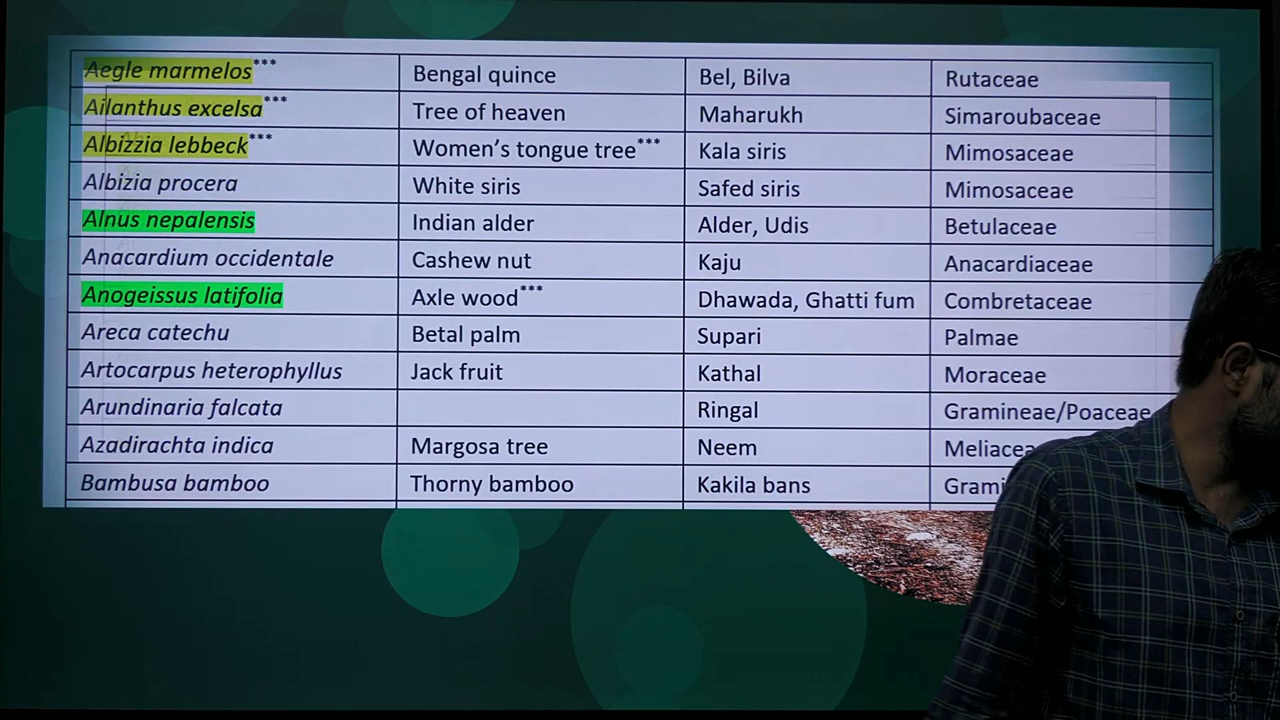 Aegle marmelos*** Bengal quince Bel, Bilva Rutaceae
Ailanthus excelsa*** Tree of heaven Maharukh Simaroubaceae
Albizzia lebbeck*** Women's tongue tree*** Kala siris Mimosaceae
Albizia procera White siris Safed siris Mimosaceae
Alnus nepalensis Indian alder Alder, Udis Betulaceae
Anacardium occidentale Cashew nut Kaju Anacardiaceae
Anogeissus latifolia Axle wood*** Dhawada, Ghatti fum Combretaceae
Areca catechu Betal palm Supari Palmae
Artocarpus heterophyllus Jack fruit Kathal Moraceae
Arundinaria falcata Ringal Gramineae/Poaceae
Azadirachta indica Margosa tree Neem Meliacea
Bambusa bamboo Thorny bamboo Kakila bans Grami